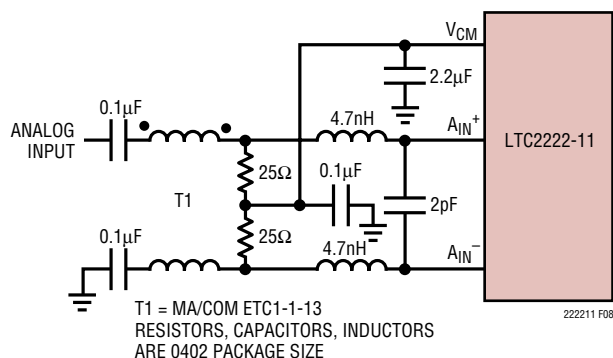 V_CM
2.2µF
0.1µF
4.7nH
A_IN+
ANALOG
INPUT
LTC2222-11
25Ω
0.1µF
T1
2pF
25Ω
0.1µF
4.7nH
A_IN–
T1 = MA/COM ETC1-1-13
RESISTORS, CAPACITORS, INDUCTORS
ARE 0402 PACKAGE SIZE
222211 F08